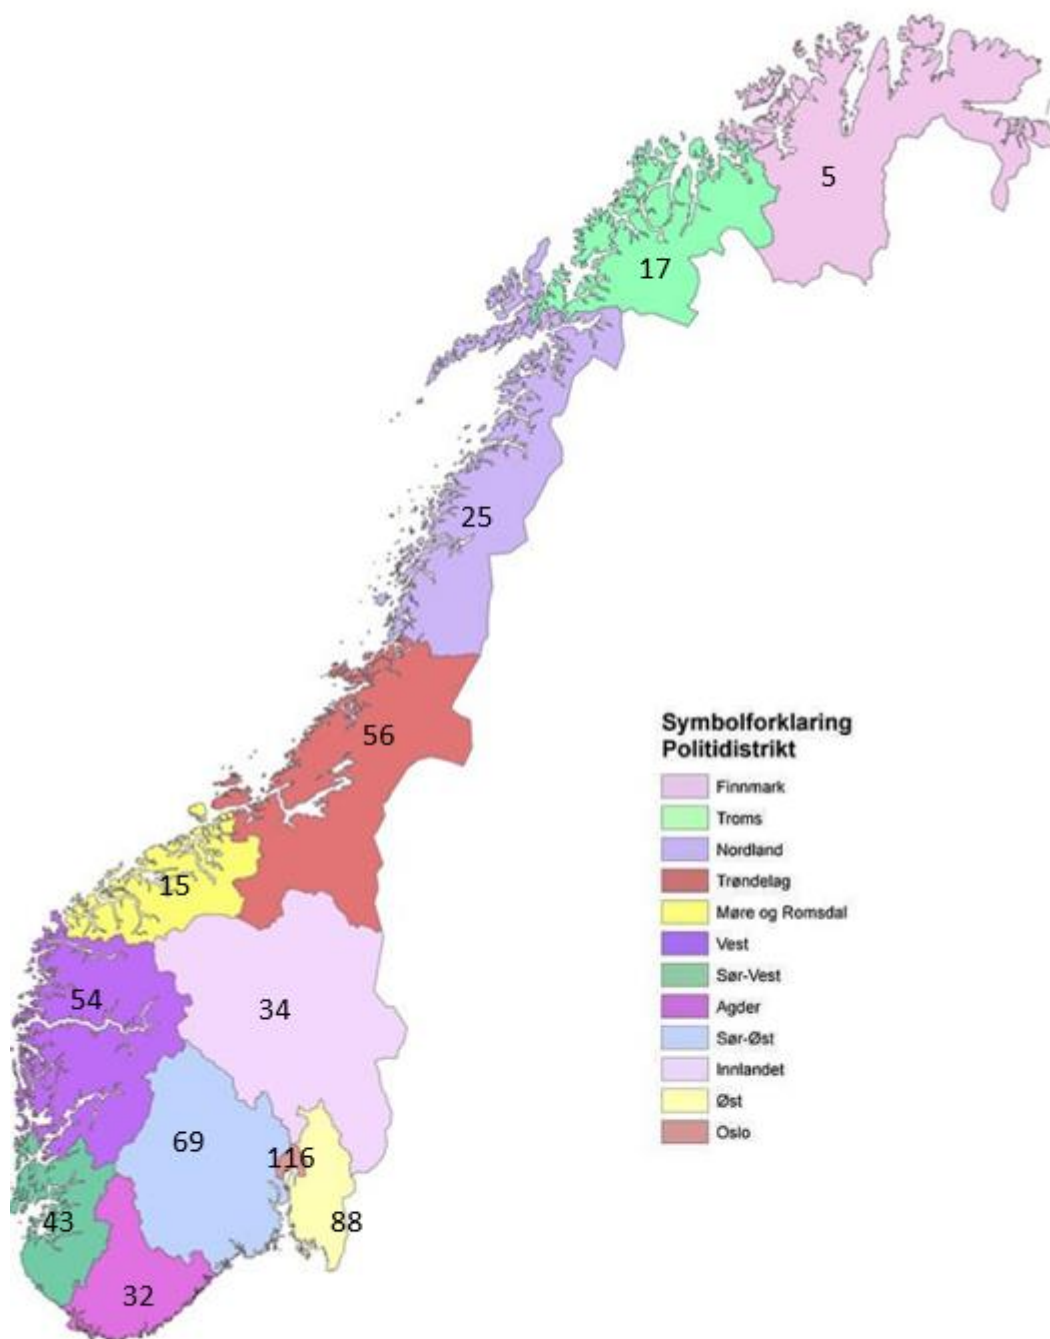 5
17
25
56
15
54
34
69
116
43
88
32
Symbolforklaring
Politidistrikt
Finnmark
Troms
Nordland
Trøndelag
Møre og Romsdal
Vest
Sør-Vest
Agder
Sør-Øst
Innlandet
Øst
Oslo